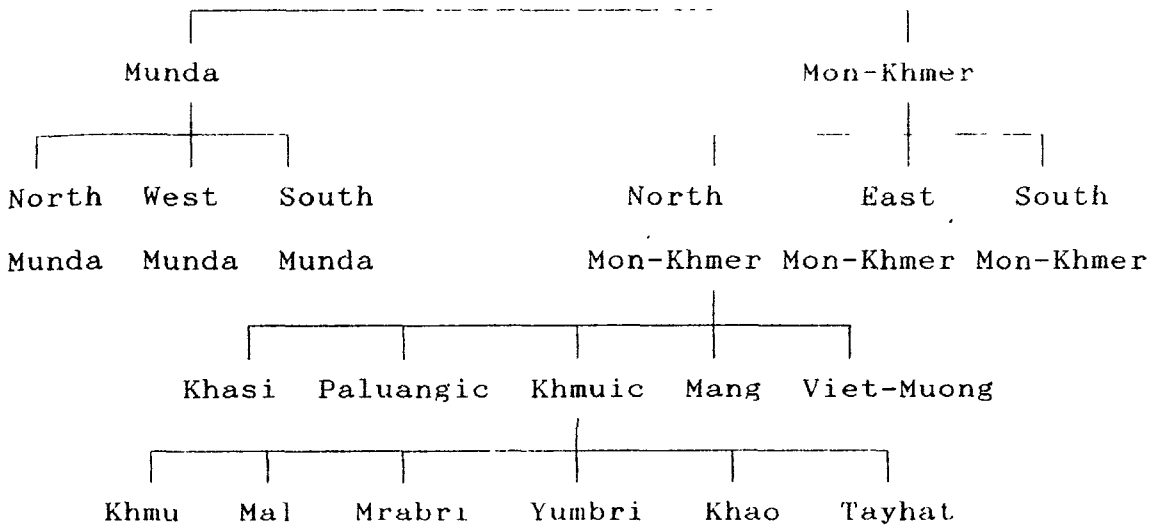 Munda Mon-Khmer
North West South North East South
Munda Munda Munda Mon-Khmer Mon-Khmer Mon-Khmer
Khasi Paluangic Khmuic Mang Viet-Muong
Khmu Mal Mrabri Yumbri Khao Tayhat